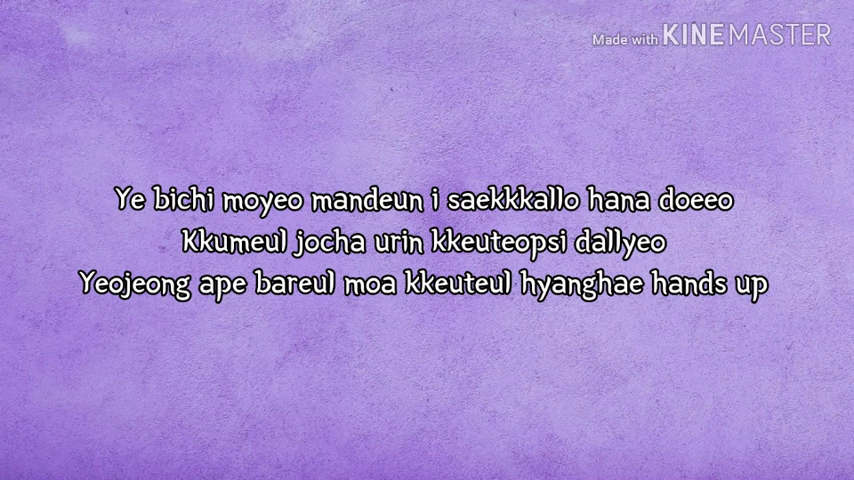 Made with KINEMASTER
Ye bichi moyeo mandeun i saekkkallo hana doeeo
Kkumeul jocha urin kkeuteopsi dallyeo
Yeojeong ape bareul moa kkeuteul hyanghae hands up